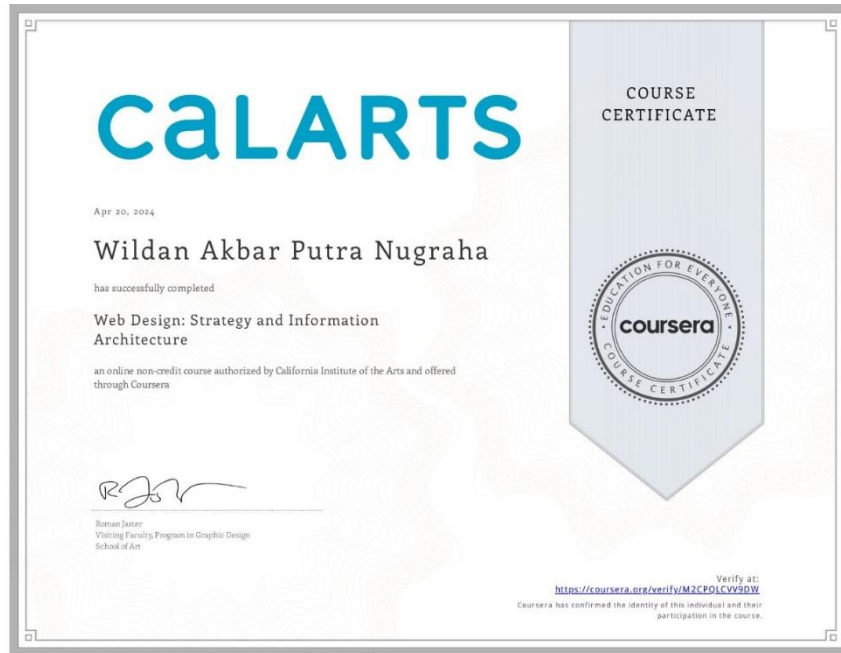 CaLARTS
COURSE
CERTIFICATE
Apr 20, 2024
Wildan Akbar Putra Nugraha
has successfully completed
Web Design: Strategy and Information
Architecture
an online non-credit course authorized by California Institute of the Arts and offered
through Coursera
EDUCATION FOR EVERYONE
coursera
COURSE CERTIFICATE
Roman Jaster
Visiting Faculty, Program in Graphic Design
School of Art
Verify at:
https://coursera.org/verify/M2CPQLCVV9DW
Coursera has confirmed the identity of this individual and their
participation in the course.